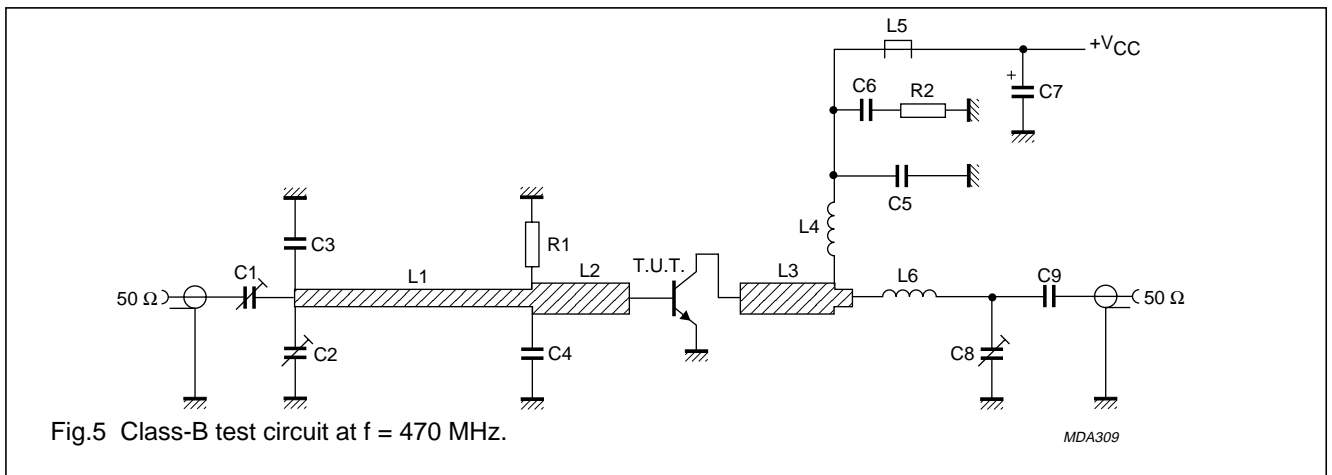 L5
+VCC
C6
R2
+
C7
C5
L4
C3
R1
C1
L1
L2
T.U.T.
L3
L6
C9
50 Ω
50 Ω
C2
C4
C8
Fig.5 Class-B test circuit at f = 470 MHz.
MDA309